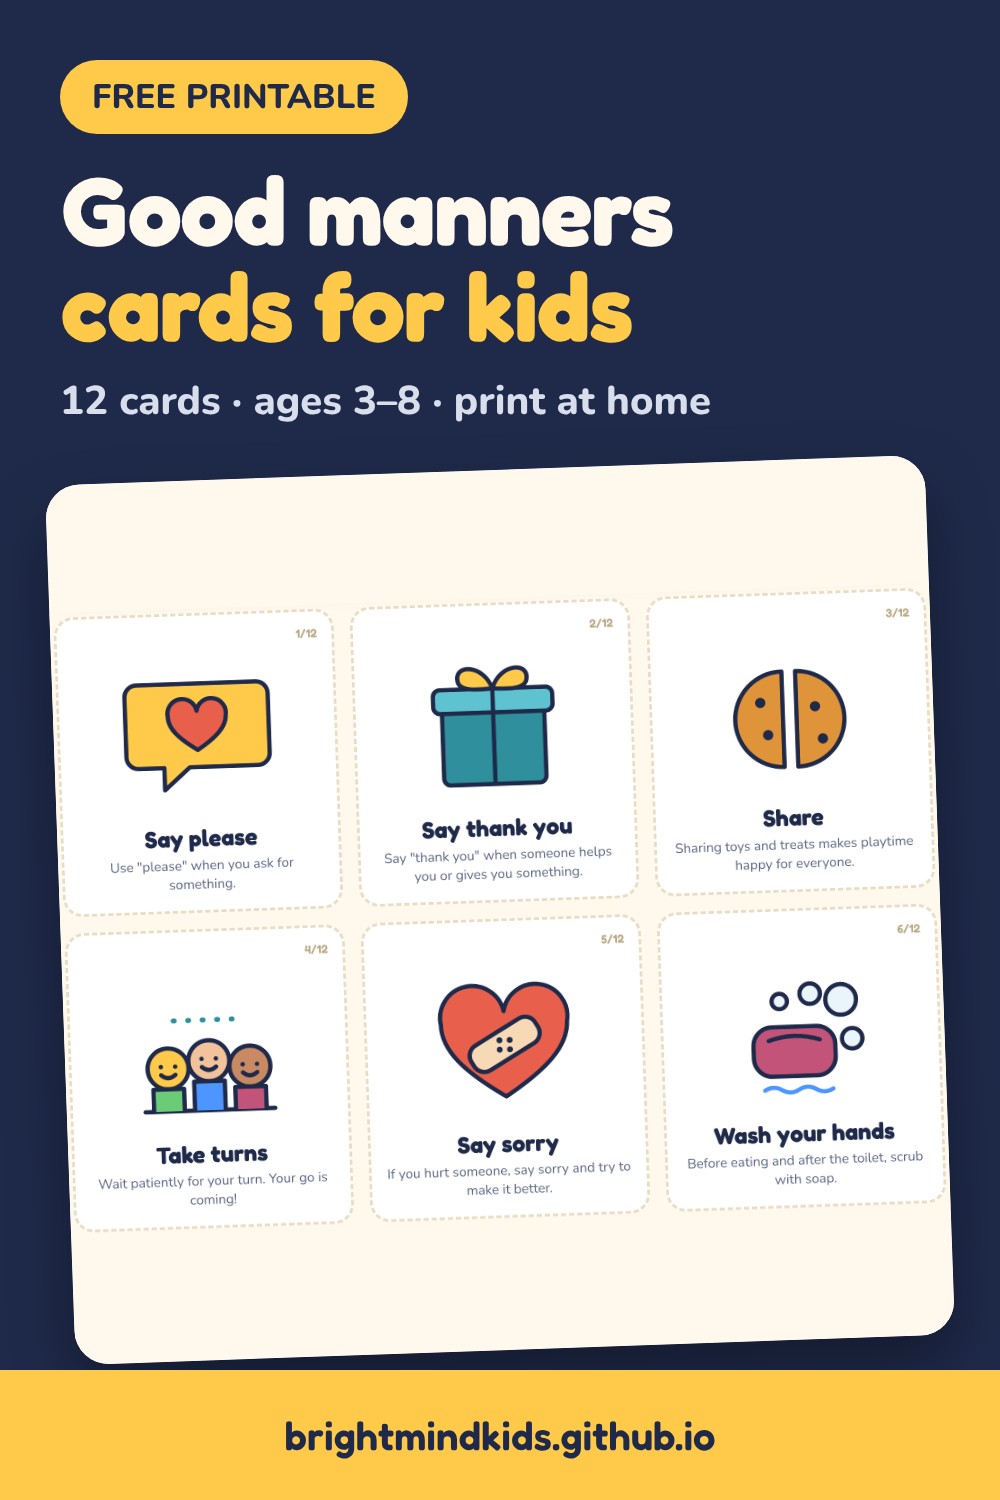 FREE PRINTABLE
Good manners
cards for kids
12 cards · ages 3–8 · print at home
1/12
Say please
Use "please" when you ask for
something.
2/12
Say thank you
Say "thank you" when someone helps
you or gives you something.
3/12
Share
Sharing toys and treats makes playtime
happy for everyone.
4/12
Take turns
Wait patiently for your turn. Your go is
coming!
5/12
Say sorry
If you hurt someone, say sorry and try to
make it better.
6/12
Wash your hands
Before eating and after the toilet, scrub
with soap.
brightmindkids.github.io